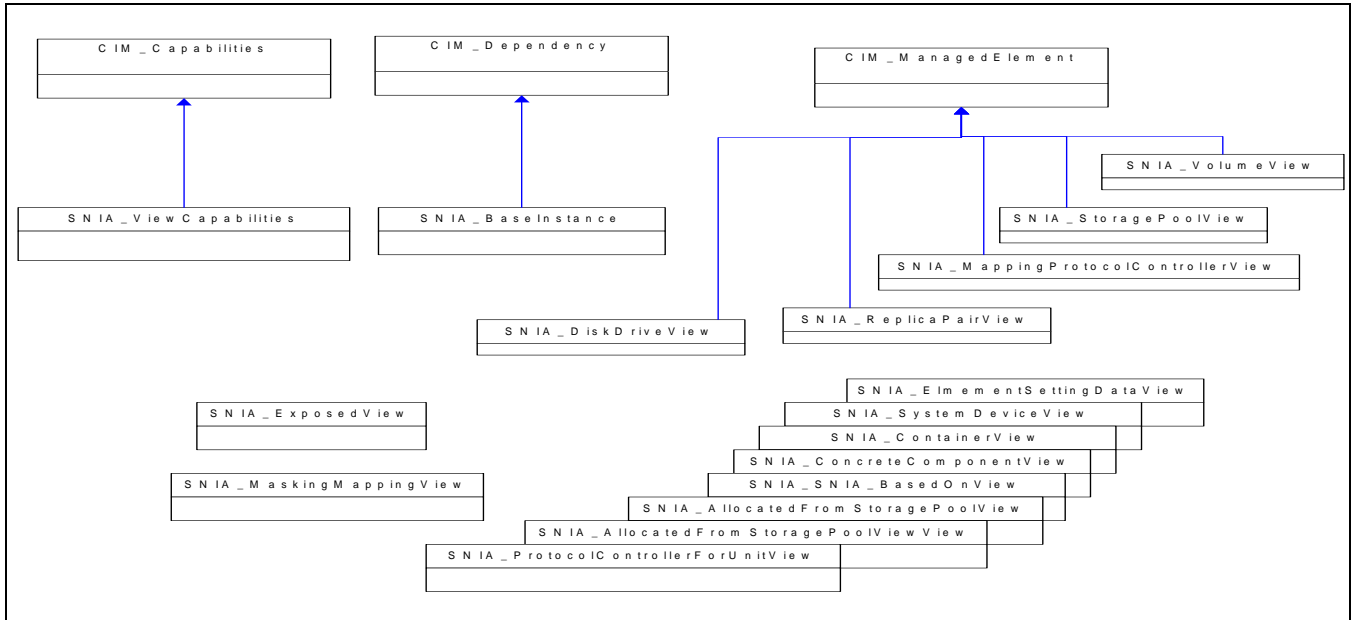 CIM_Capabilities
CIM_Dependency
CIM_ManagedElement
SNIA_VolumeView
SNIA_ViewCapabilities
SNIA_BaseInstance
SNIA_StoragePoolView
SNIA_MappingProtocolControllerView
SNIA_ReplicaPairView
SNIA_DiskDriveView
SNIA_ElmementSettingDataView
SNIA_ExposedView
SNIA_SystemDeviceView
SNIA_ContainerView
SNIA_ConcreteComponentView
SNIA_MaskingMappingView
SNIA_SNIA_BasedOnView
SNIA_AllocatedFromStoragePoolView
SNIA_AllocatedFromStoragePoolViewView
SNIA_ProtocolControllerForUnitView